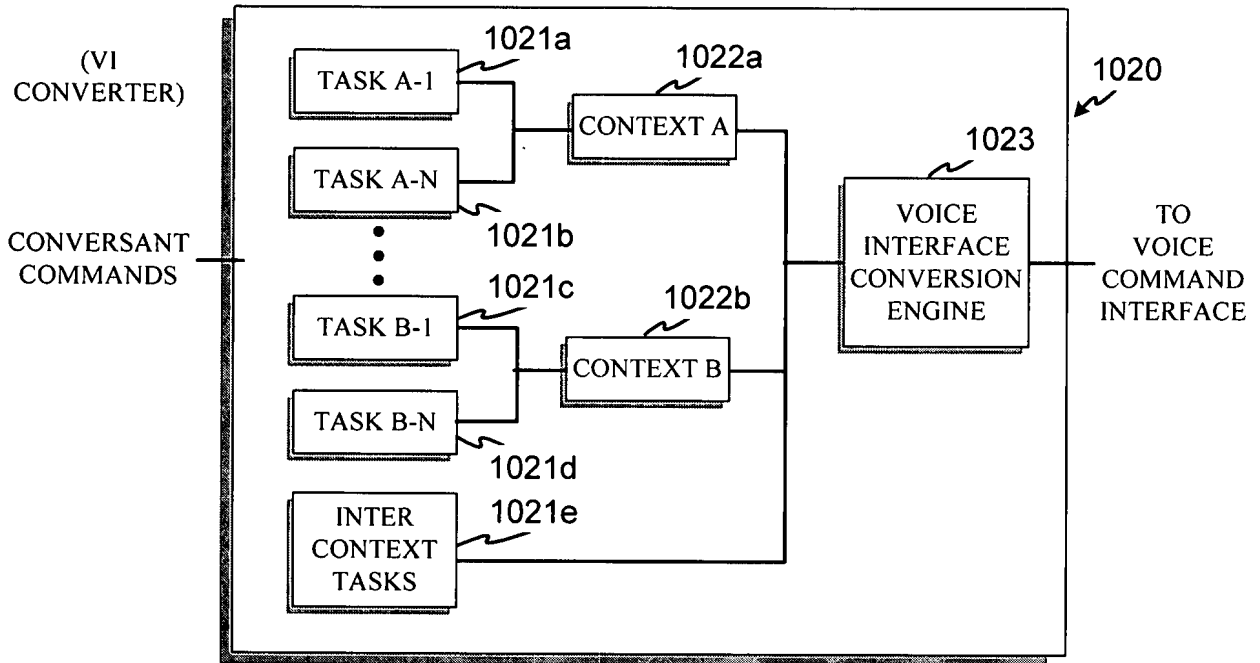 (VI
CONVERTER)
CONVERSANT
COMMANDS
1021a
TASK A-1
1022a
CONTEXT A
1020
TASK A-N
1021b
1023
VOICE
INTERFACE
CONVERSION
ENGINE
TO
VOICE
COMMAND
INTERFACE
1021c
TASK B-1
1022b
CONTEXT B
TASK B-N
1021d
1021e
INTER
CONTEXT
TASKS